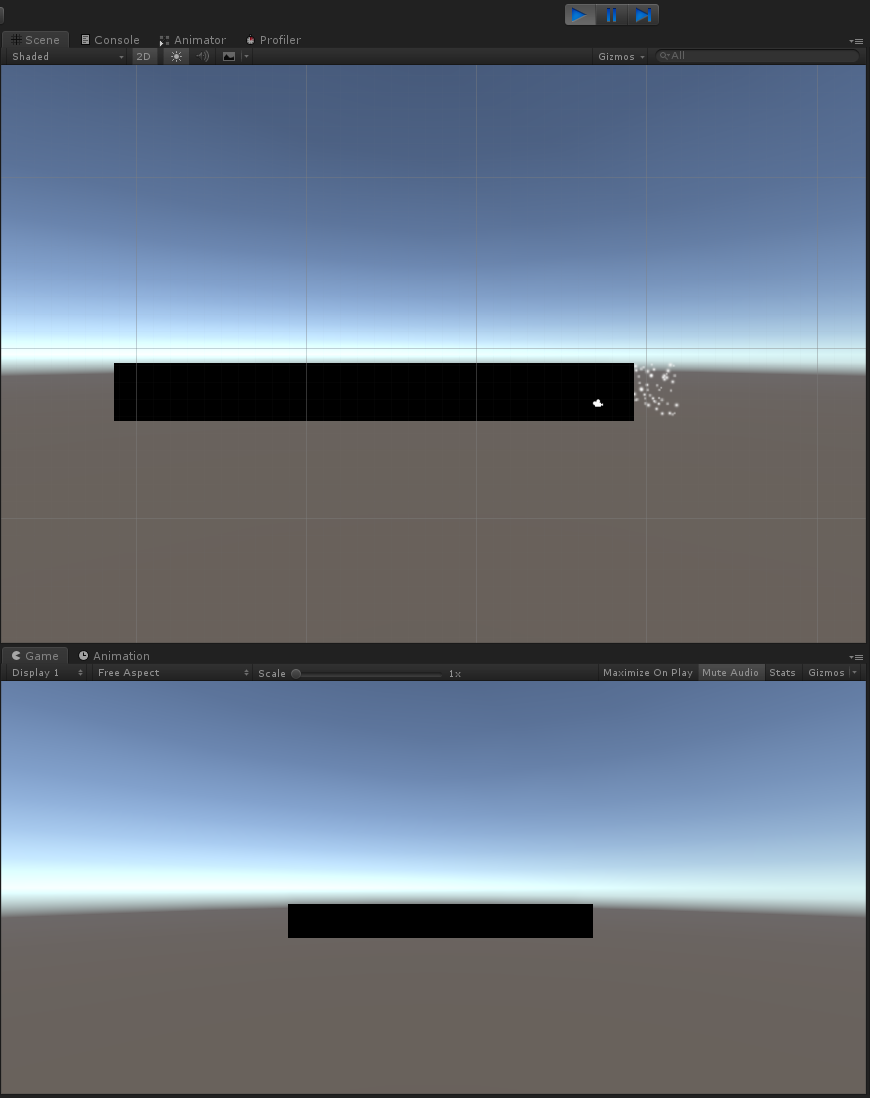 Scene Console Animator Profiler
Shaded 2D Gizmos All
Game Animation
Display 1 Free Aspect Scale 1x Maximize On Play Mute Audio Stats Gizmos